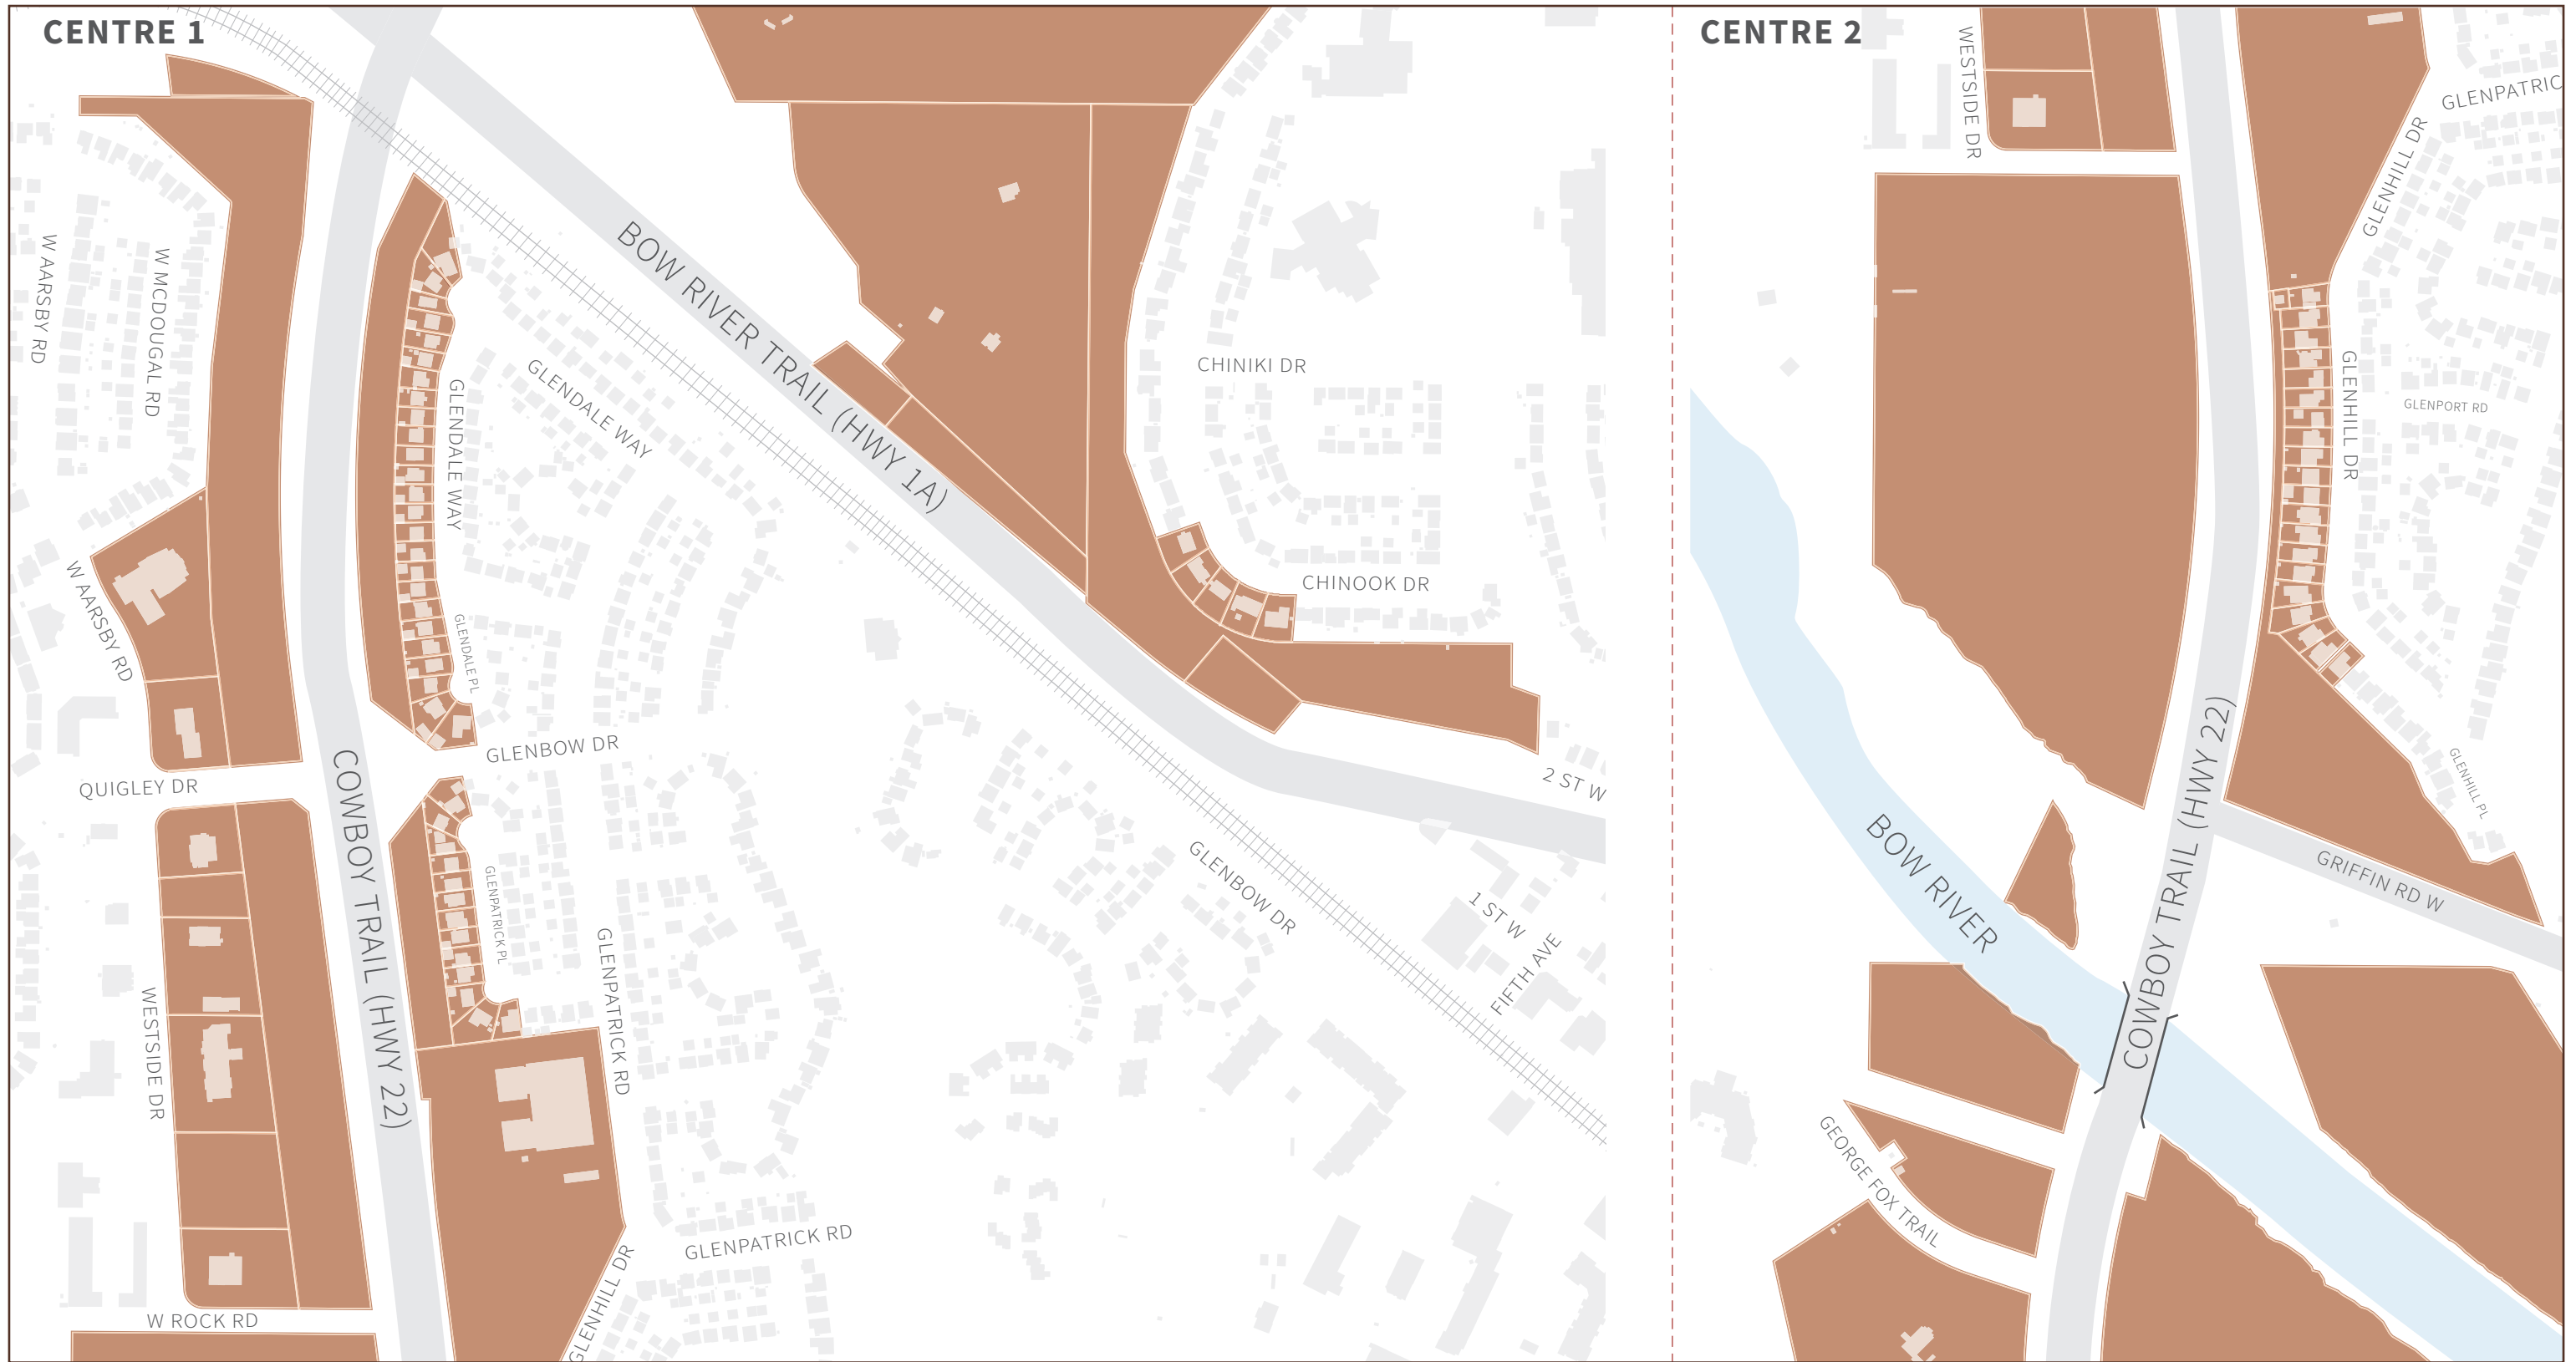 CENTRE 1
W AARSBY RD
W MCDOUGAL RD
GLENDALE WAY
GLENDALE WAY
BOW RIVER TRAIL (HWY 1A)
CHINIKI DR
CHINOOK DR
W AARSBY RD
GLENDALE PL
GLENBOW DR
QUIGLEY DR
COWBOY TRAIL (HWY 22)
2 ST W
GLENPATRICK PL
GLENBOW DR
1 ST W
FIFTH AVE
WESTSIDE DR
GLENPATRICK RD
GLENPATRICK RD
GLENHILL DR
W ROCK RD
CENTRE 2
WESTSIDE DR
GLENPATRIC
GLENHILL DR
GLENHILL DR
GLENPORT RD
COWBOY TRAIL (HWY 22)
GLENHILL PL
BOW RIVER
GRIFFIN RD W
GEORGE FOX TRAIL